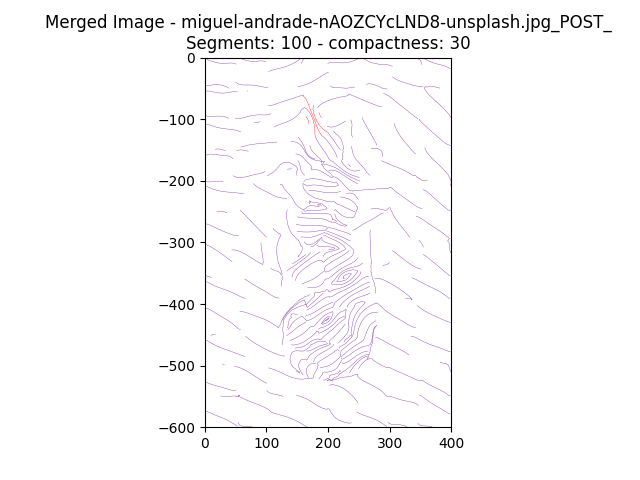 Merged Image - miguel-andrade-nAOZCYcLND8-unsplash.jpg_POST_
Segments: 100 - compactness: 30
0
−100
−200
−300
−400
−500
−600
0 100 200 300 400